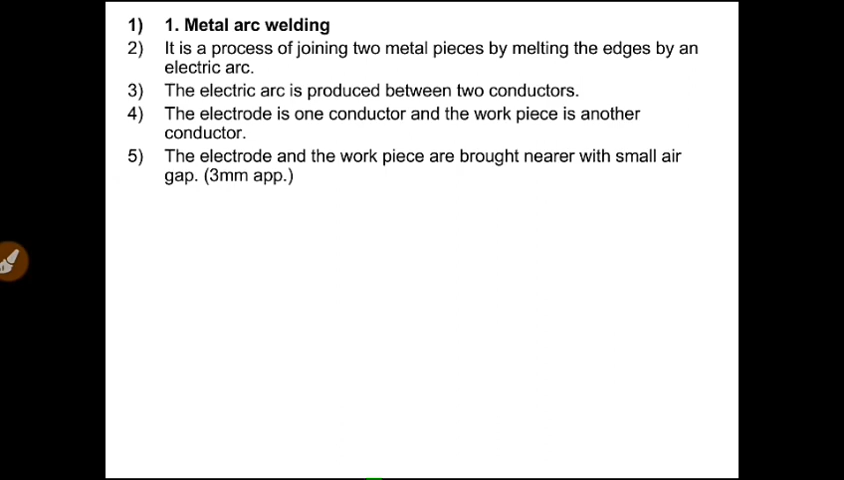 1) 1. Metal arc welding
2) It is a process of joining two metal pieces by melting the edges by an
electric arc.
3) The electric arc is produced between two conductors.
4) The electrode is one conductor and the work piece is another
conductor.
5) The electrode and the work piece are brought nearer with small air
gap. (3mm app.)